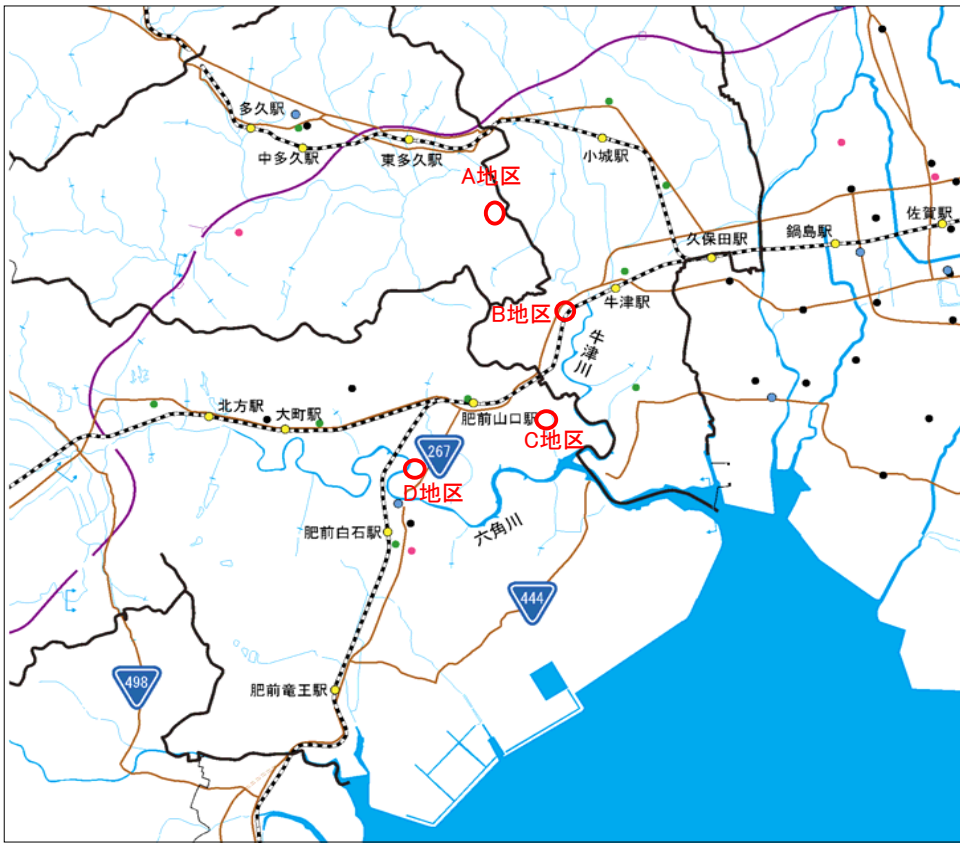 多久駅
中多久駅
東多久駅
小城駅
A地区
佐賀駅
鍋島駅
久保田駅
牛津駅
B地区
牛津川
北方駅
大町駅
肥前山口駅
C地区
267
D地区
肥前白石駅
六角川
444
498
肥前竜王駅